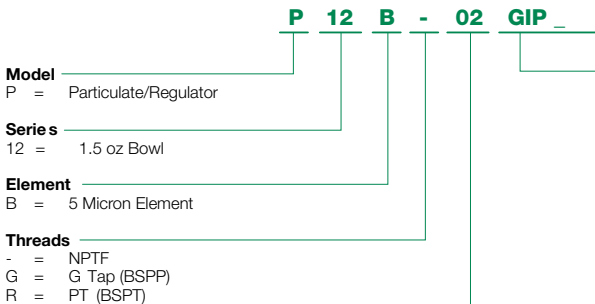 P 12 B - 02 GIP _
Model
P = Particulate/Regulator
Series
12 = 1.5 oz Bowl
Element
B = 5 Micron Element
Threads
- = NPTF
G = G Tap (BSPP)
R = PT (BSPT)